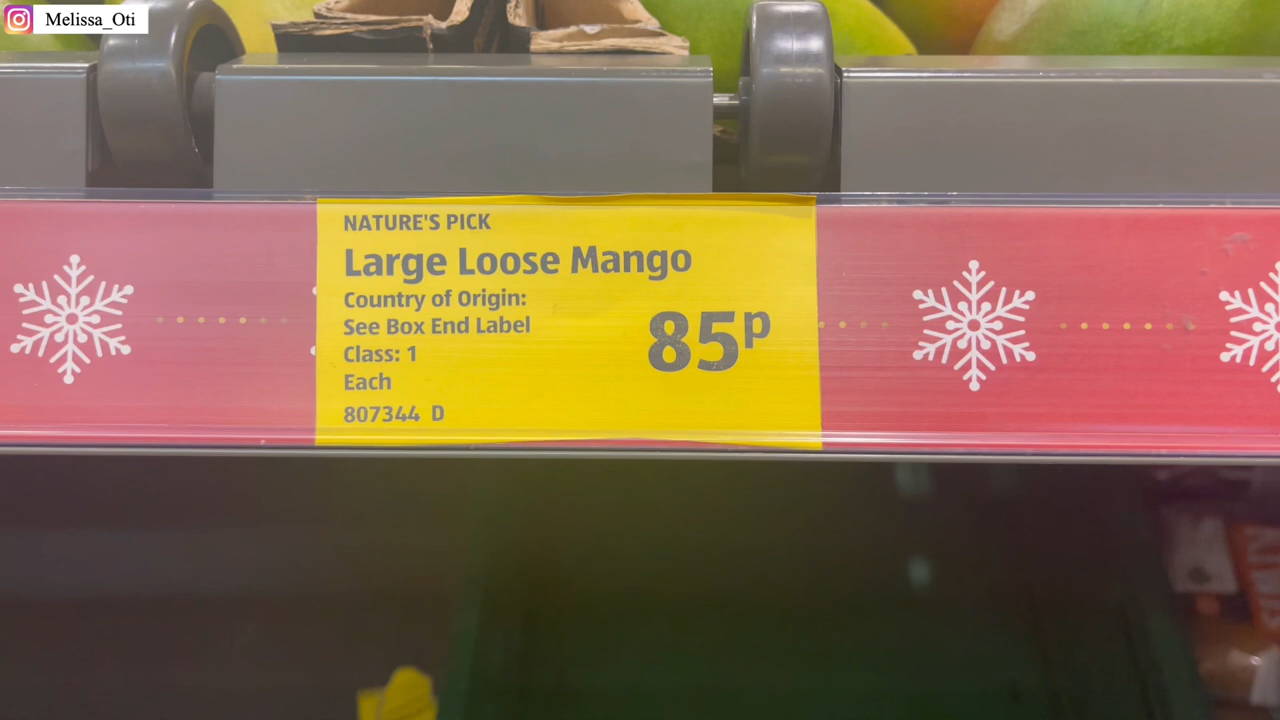 Melissa_Oti
NATURE'S PICK
Large Loose Mango
Country of Origin:
See Box End Label
Class: 1
Each
85p
807344 D